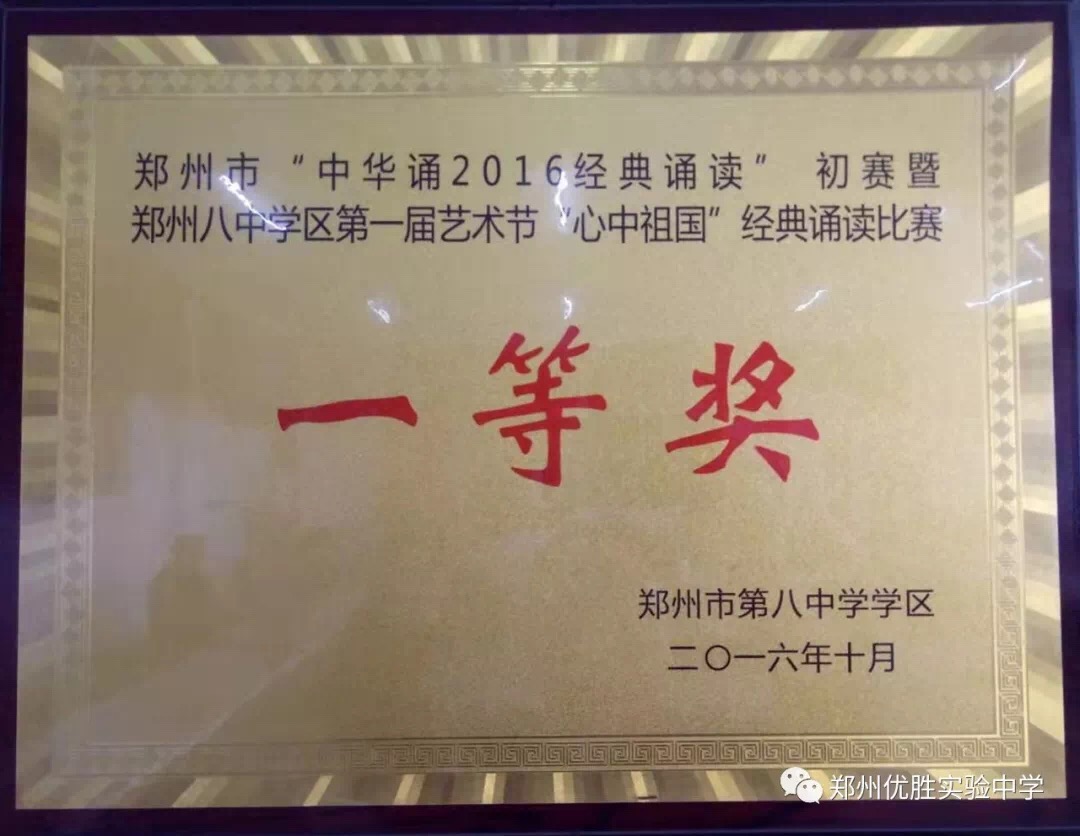 郑州市“中华诵2016经典诵读” 初赛暨
郑州八中学区第一届艺术节“心中祖国”经典诵读比赛
一等奖
郑州市第八中学学区
二〇一六年十月
郑州优胜实验中学